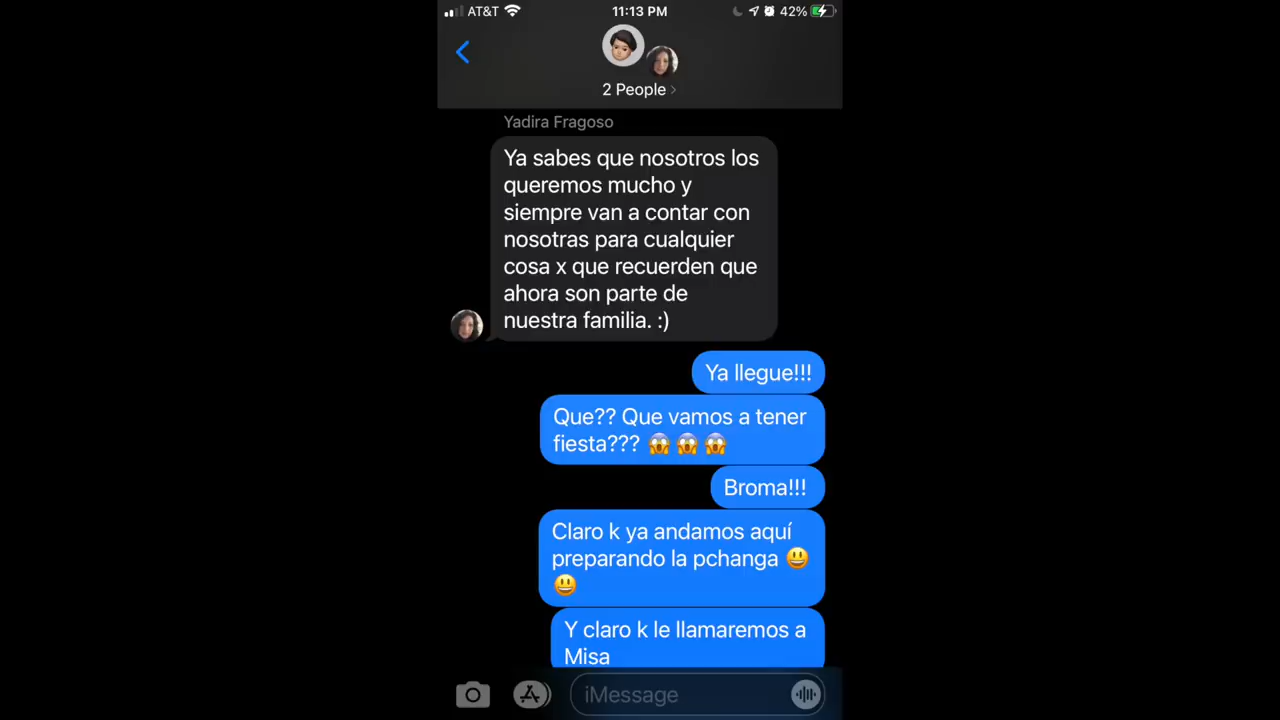 AT&T 11:13 PM 42%
2 People >
Yadira Fragoso
Ya sabes que nosotros los
queremos mucho y
siempre van a contar con
nosotras para cualquier
cosa x que recuerden que
ahora son parte de
nuestra familia. :)
Ya llegue!!!
Que?? Que vamos a tener
fiesta??? 😱 😱 😱
Broma!!!
Claro k ya andamos aquí
preparando la pchanga 😃
😃
Y claro k le llamaremos a
Misa
iMessage